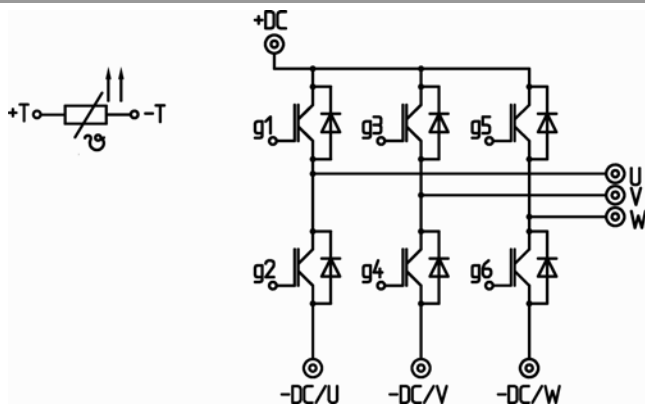 +DC
+T -T
ϑ
g1 g3 g5
U
V
W
g2 g4 g6
-DC/U -DC/V -DC/W